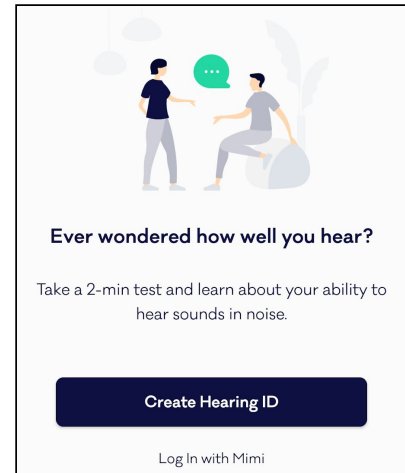 Ever wondered how well you hear?
Take a 2-min test and learn about your ability to
hear sounds in noise.
Create Hearing ID
Log In with Mimi